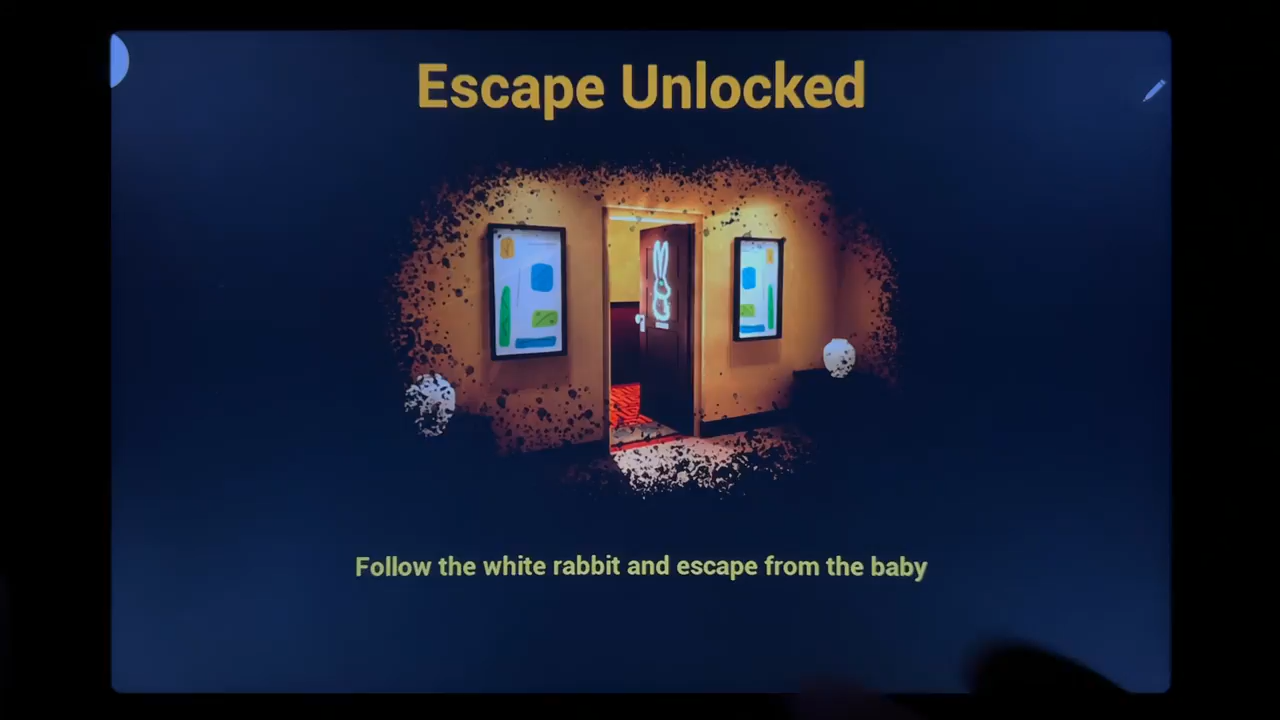 Escape Unlocked
Follow the white rabbit and escape from the baby